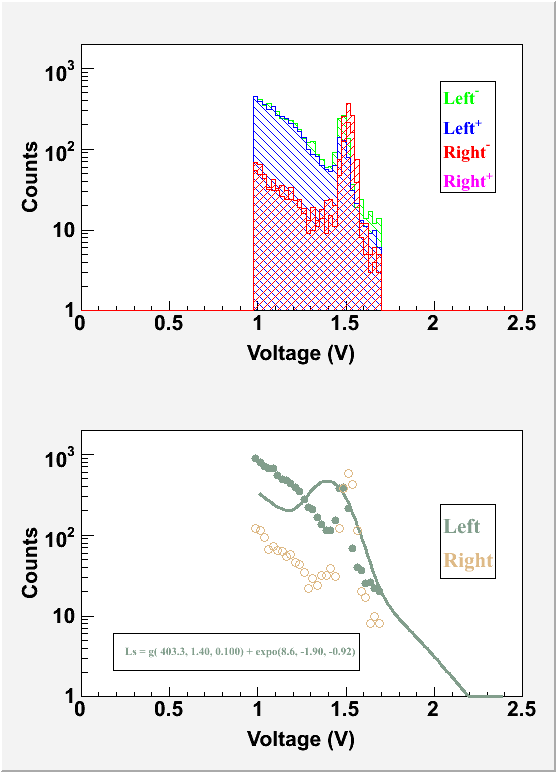 Counts
10³
10²
10
1
0 0.5 1 1.5 2 2.5
Voltage (V)
Left⁻
Left⁺
Right⁻
Right⁺
Counts
10³
10²
10
1
0 0.5 1 1.5 2 2.5
Voltage (V)
Left
Right
Ls = g( 403.3, 1.40, 0.100) + expo(8.6, -1.90, -0.92)